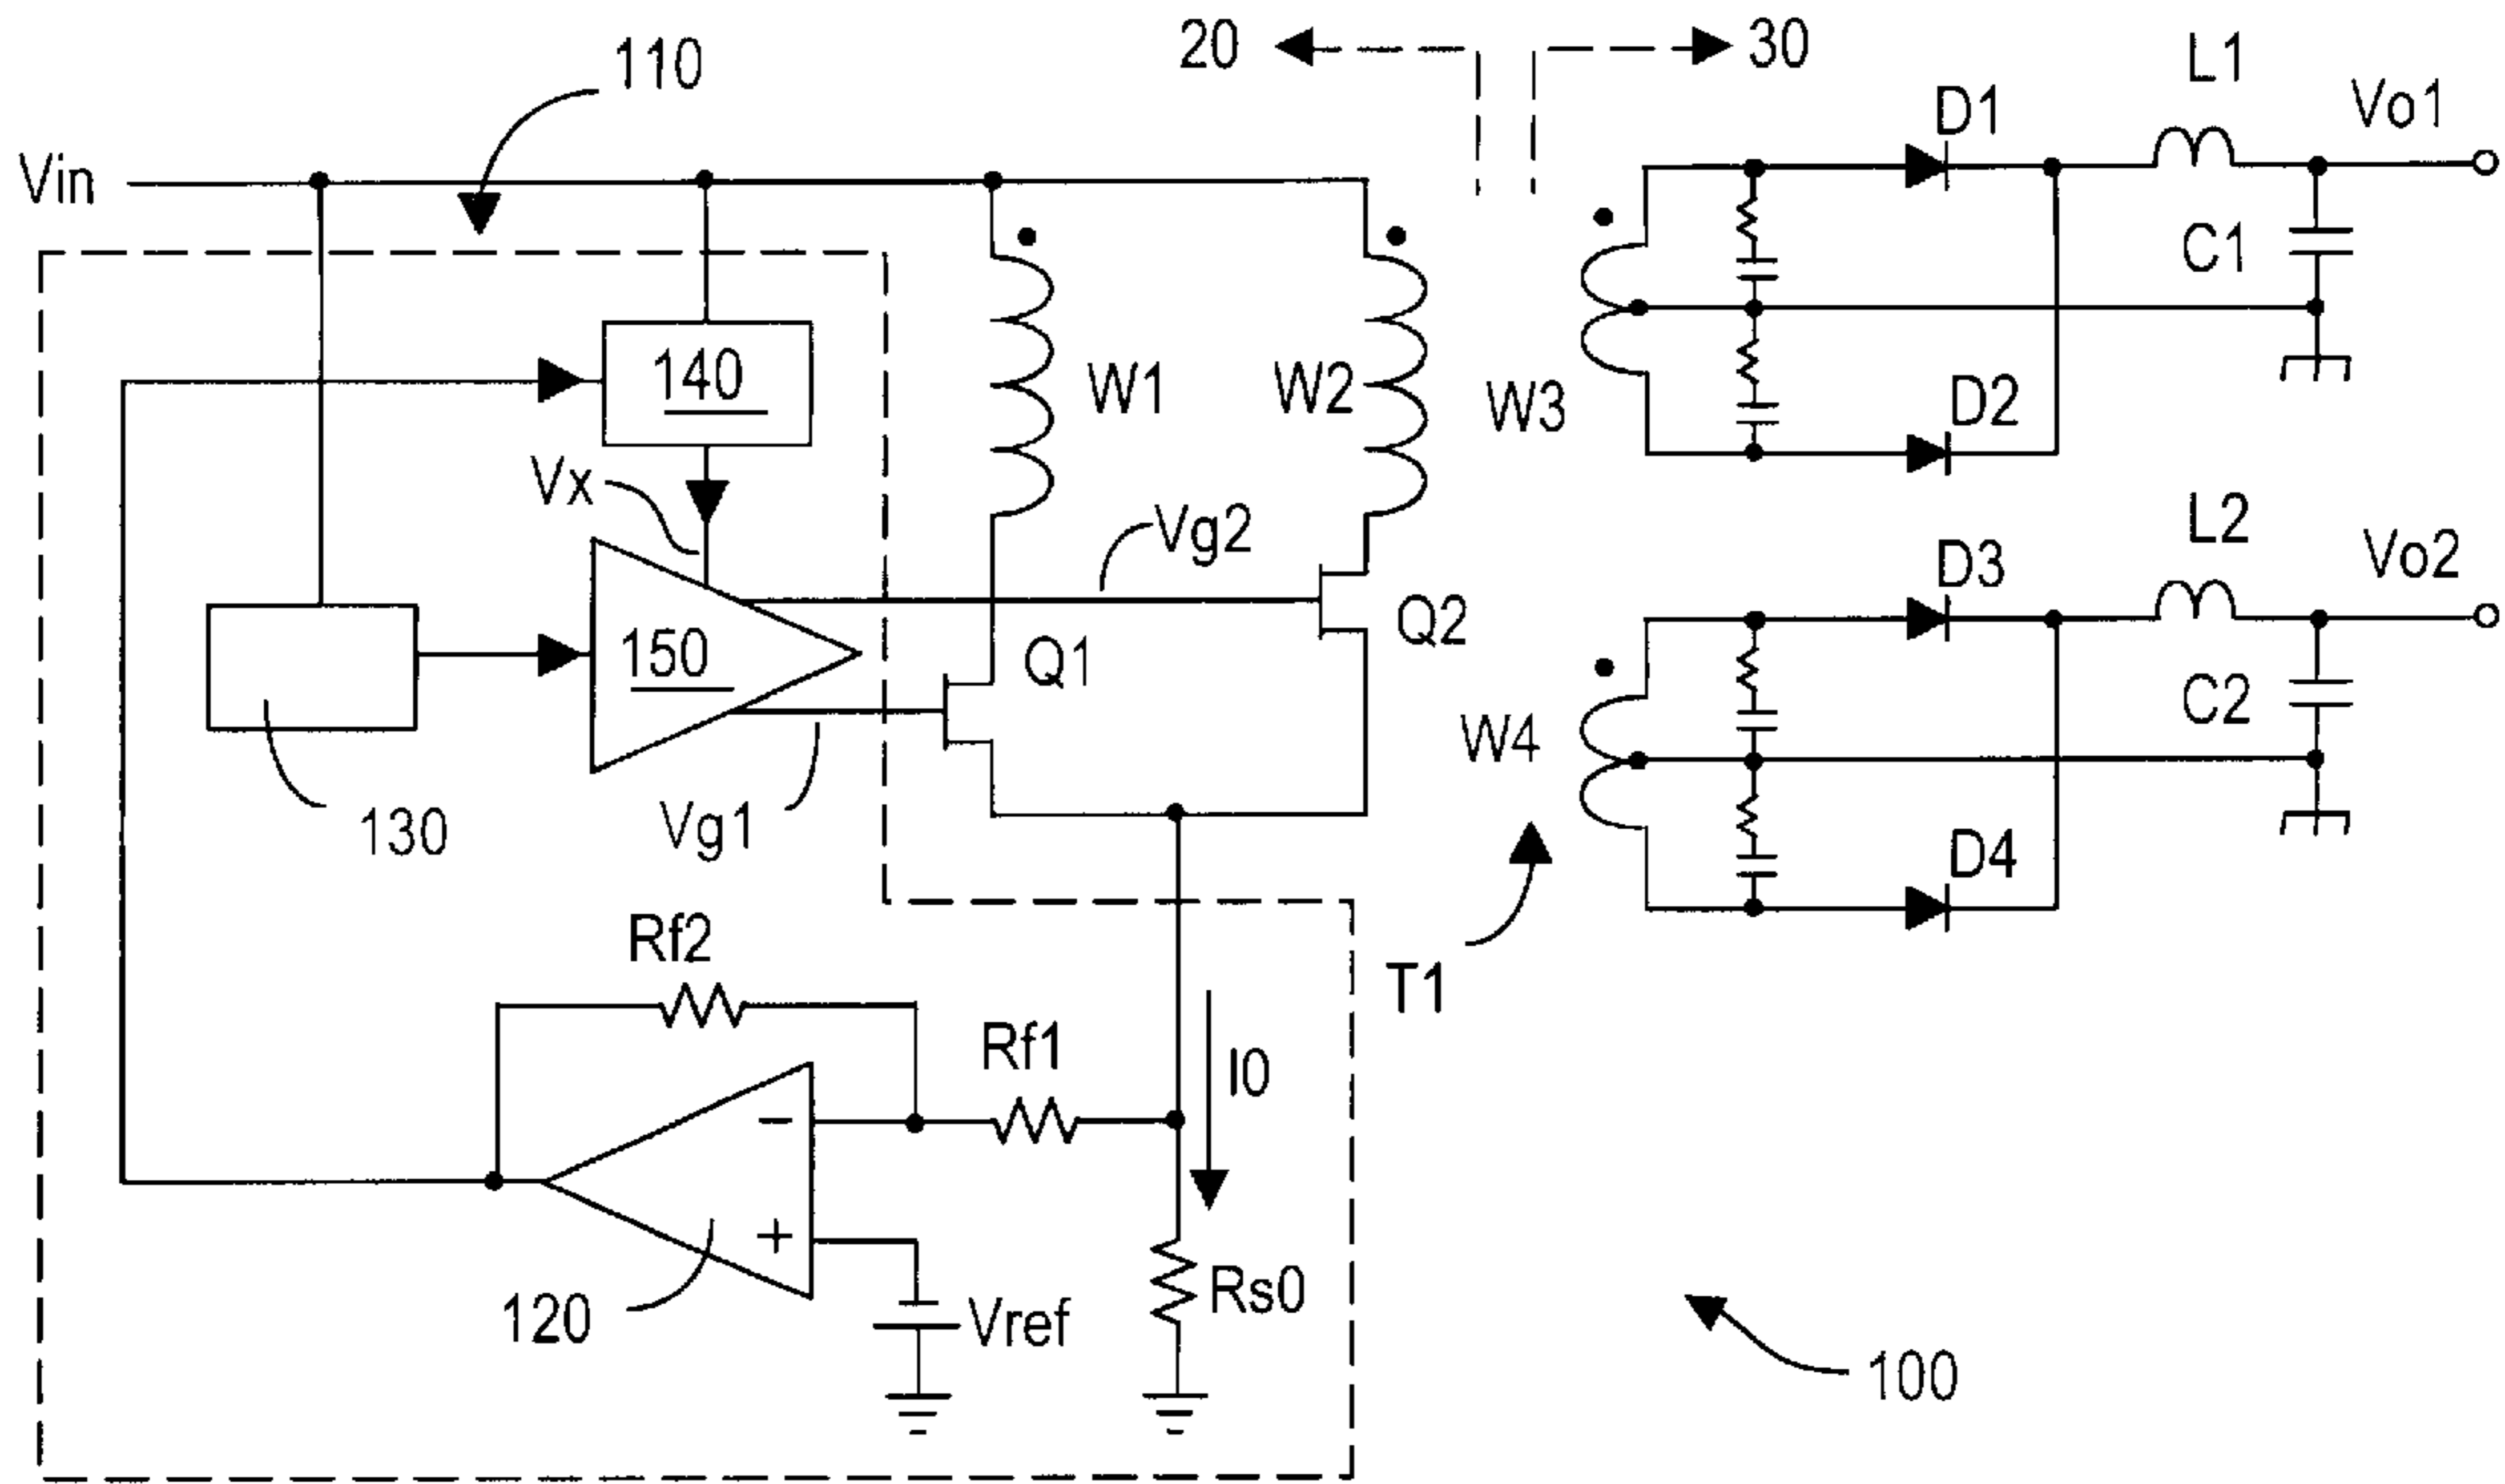 20
30
110
L1
D1
Vo1
Vin
C1
140
W1
W2
W3
D2
Vx
Vg2
L2
D3
Vo2
150
Q1
Q2
C2
W4
130
Vg1
D4
Rf2
T1
Rf1
I0
−
+
120
Vref
Rs0
100